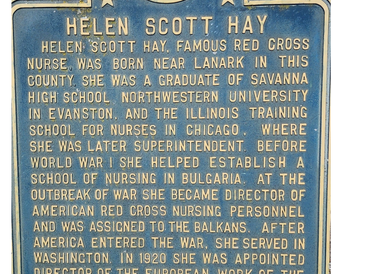 HELEN SCOTT HAY
HELEN SCOTT HAY, FAMOUS RED CROSS
NURSE, WAS BORN NEAR LANARK IN THIS
COUNTY. SHE WAS A GRADUATE OF SAVANNA
HIGH SCHOOL, NORTHWESTERN UNIVERSITY
IN EVANSTON, AND THE ILLINOIS TRAINING
SCHOOL FOR NURSES IN CHICAGO, WHERE
SHE WAS LATER SUPERINTENDENT. BEFORE
WORLD WAR I SHE HELPED ESTABLISH A
SCHOOL OF NURSING IN BULGARIA. AT THE
OUTBREAK OF WAR SHE BECAME DIRECTOR OF
AMERICAN RED CROSS NURSING PERSONNEL
AND WAS ASSIGNED TO THE BALKANS. AFTER
AMERICA ENTERED THE WAR, SHE SERVED IN
WASHINGTON. IN 1920 SHE WAS APPOINTED
DIRECTOR OF THE EUROPEAN WORK OF THE